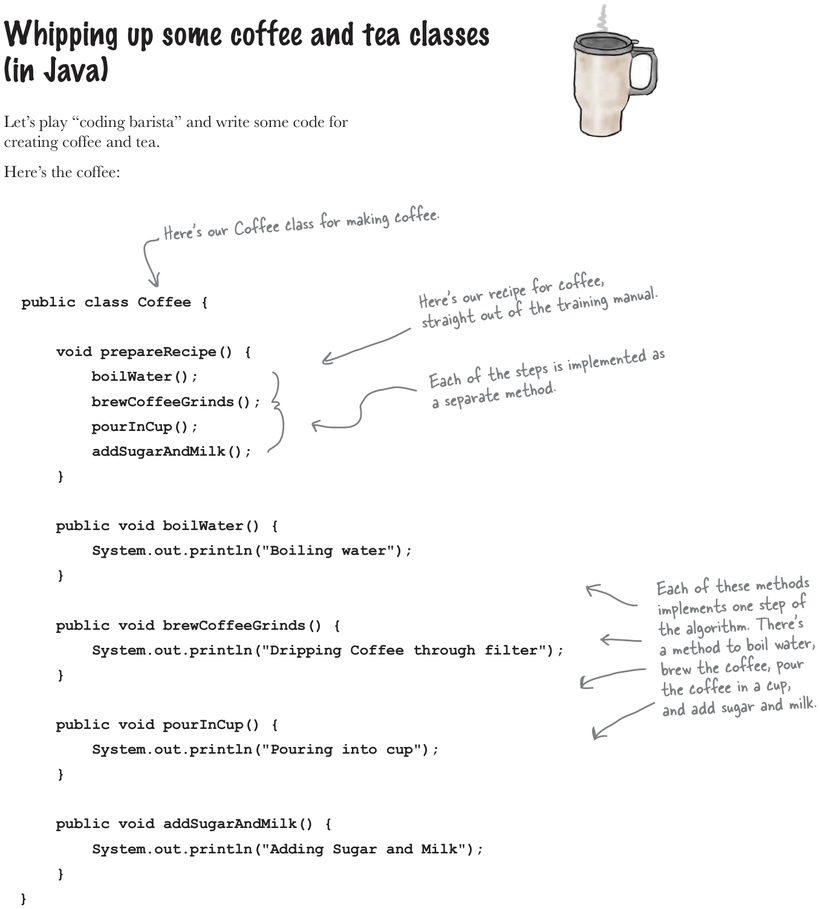 Whipping up some coffee and tea classes
(in Java)
Let's play “coding barista” and write some code for
creating coffee and tea.
Here's the coffee:
Here's our Coffee class for making coffee.
public class Coffee {
Here's our recipe for coffee,
straight out of the training manual.
void prepareRecipe() {
boilWater();
brewCoffeeGrinds();
pourInCup();
addSugarAndMilk();
}
Each of the steps is implemented as
a separate method.
public void boilWater() {
System.out.println("Boiling water");
}
public void brewCoffeeGrinds() {
System.out.println("Dripping Coffee through filter");
}
public void pourInCup() {
System.out.println("Pouring into cup");
}
public void addSugarAndMilk() {
System.out.println("Adding Sugar and Milk");
}
}
Each of these methods
implements one step of
the algorithm. There's
a method to boil water,
brew the coffee, pour
the coffee in a cup,
and add sugar and milk.